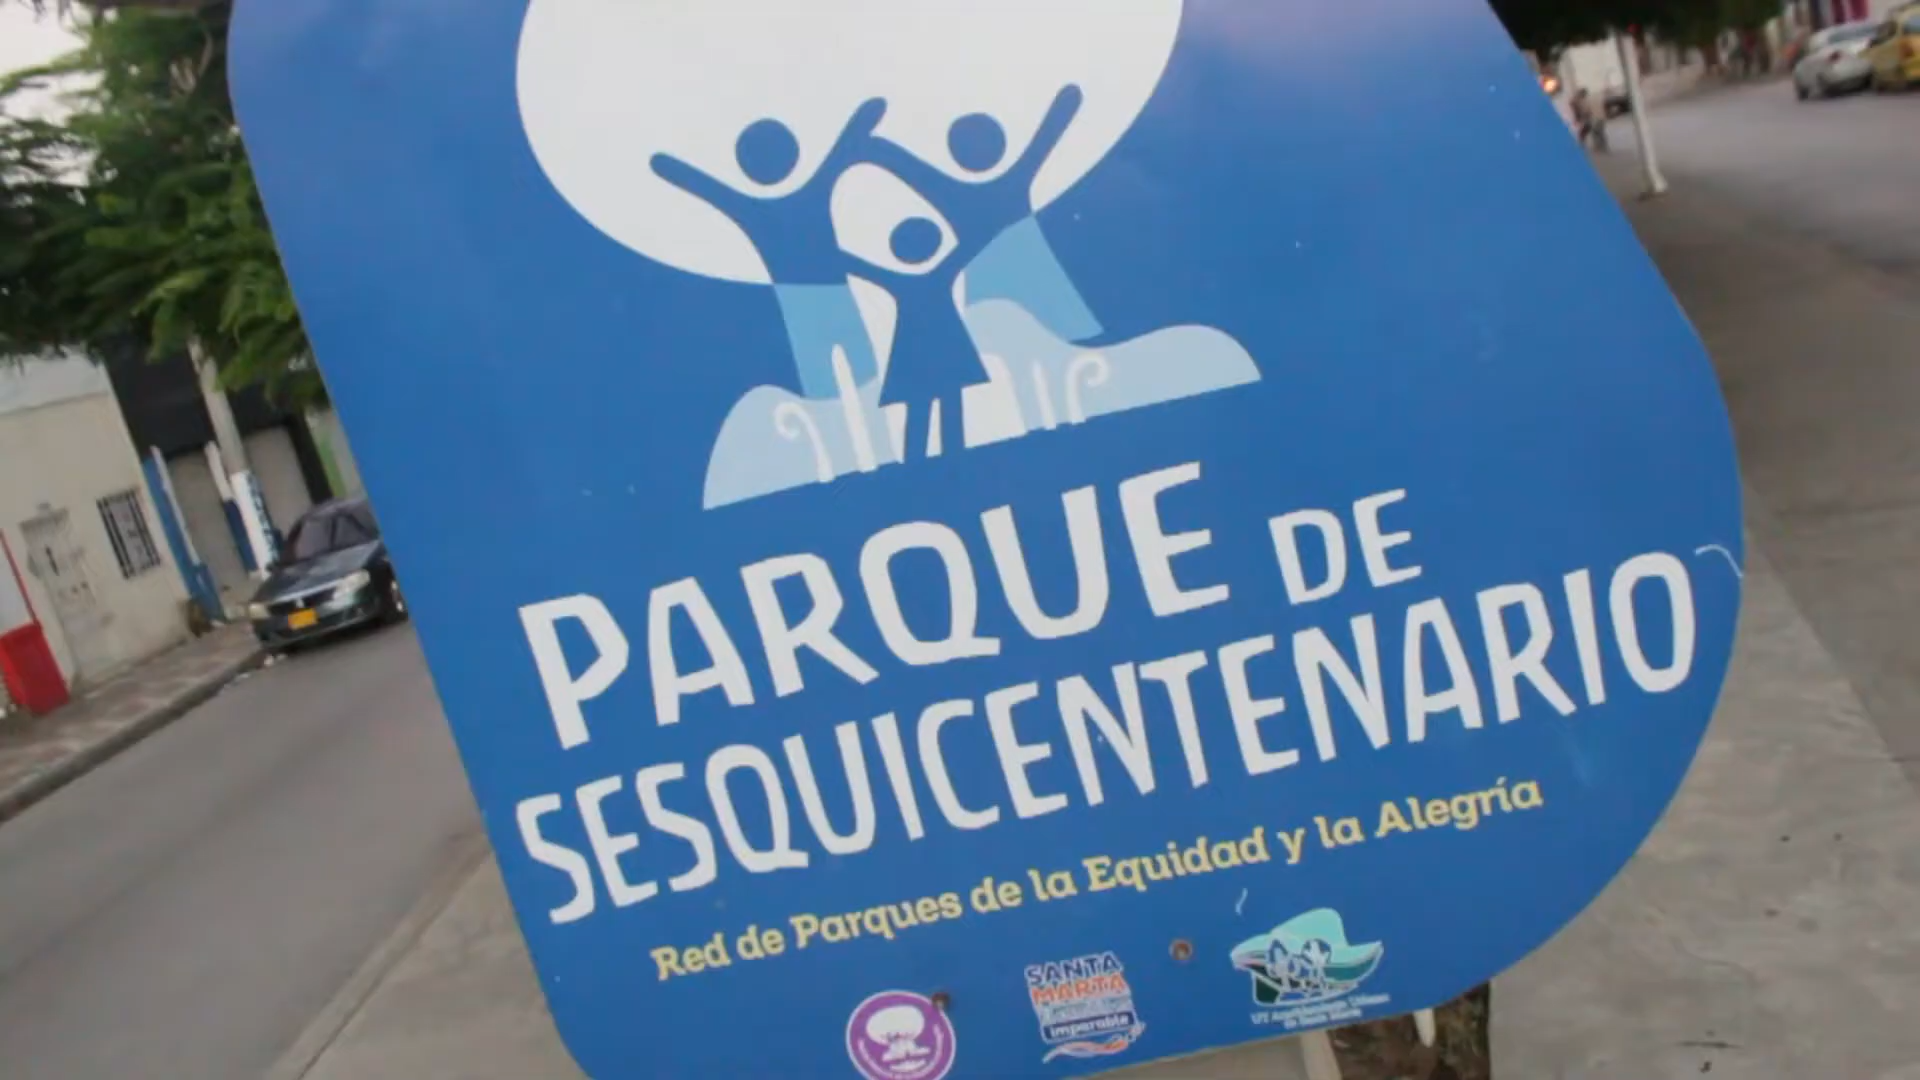 PARQUE DE
SESQUICENTENARIO
Red de Parques de la Equidad y la Alegría
SANTA
MARTA
imparable